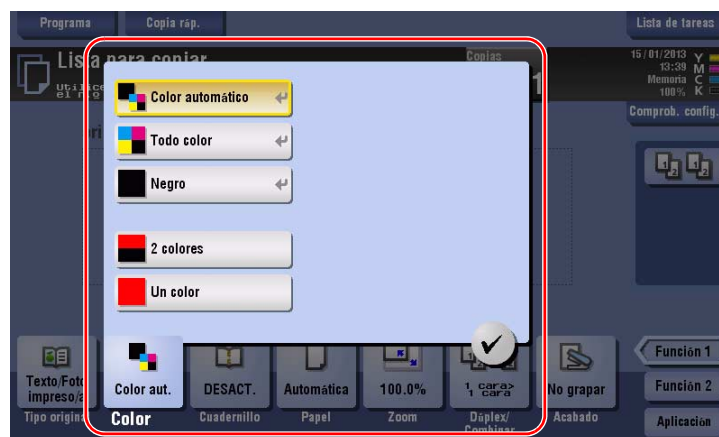 Programa
Copia ráp.
Lista de tareas
Lista para copiar
Copias
1
15/01/2013
13:39
Memoria
100%
Y
M
C
K
Comprob. config.
Color automático
Todo color
Negro
2 colores
Un color
Texto/Foto
impreso/a
Color aut.
DESACT.
Automática
100.0%
1 cara>
1 cara
No grapar
Tipo original
Color
Cuadernillo
Papel
Zoom
Dúplex/
Combinar
Acabado
Función 1
Función 2
Aplicación